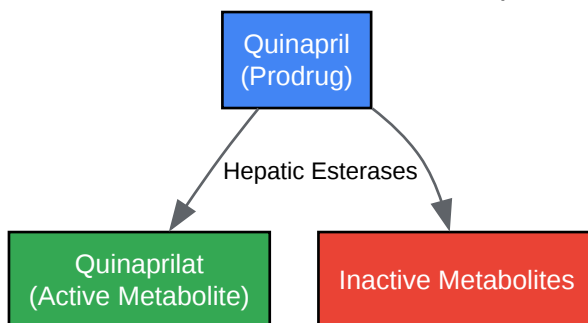 Quinapril
(Prodrug)
Hepatic Esterases
Quinaprilat
(Active Metabolite)
Inactive Metabolites